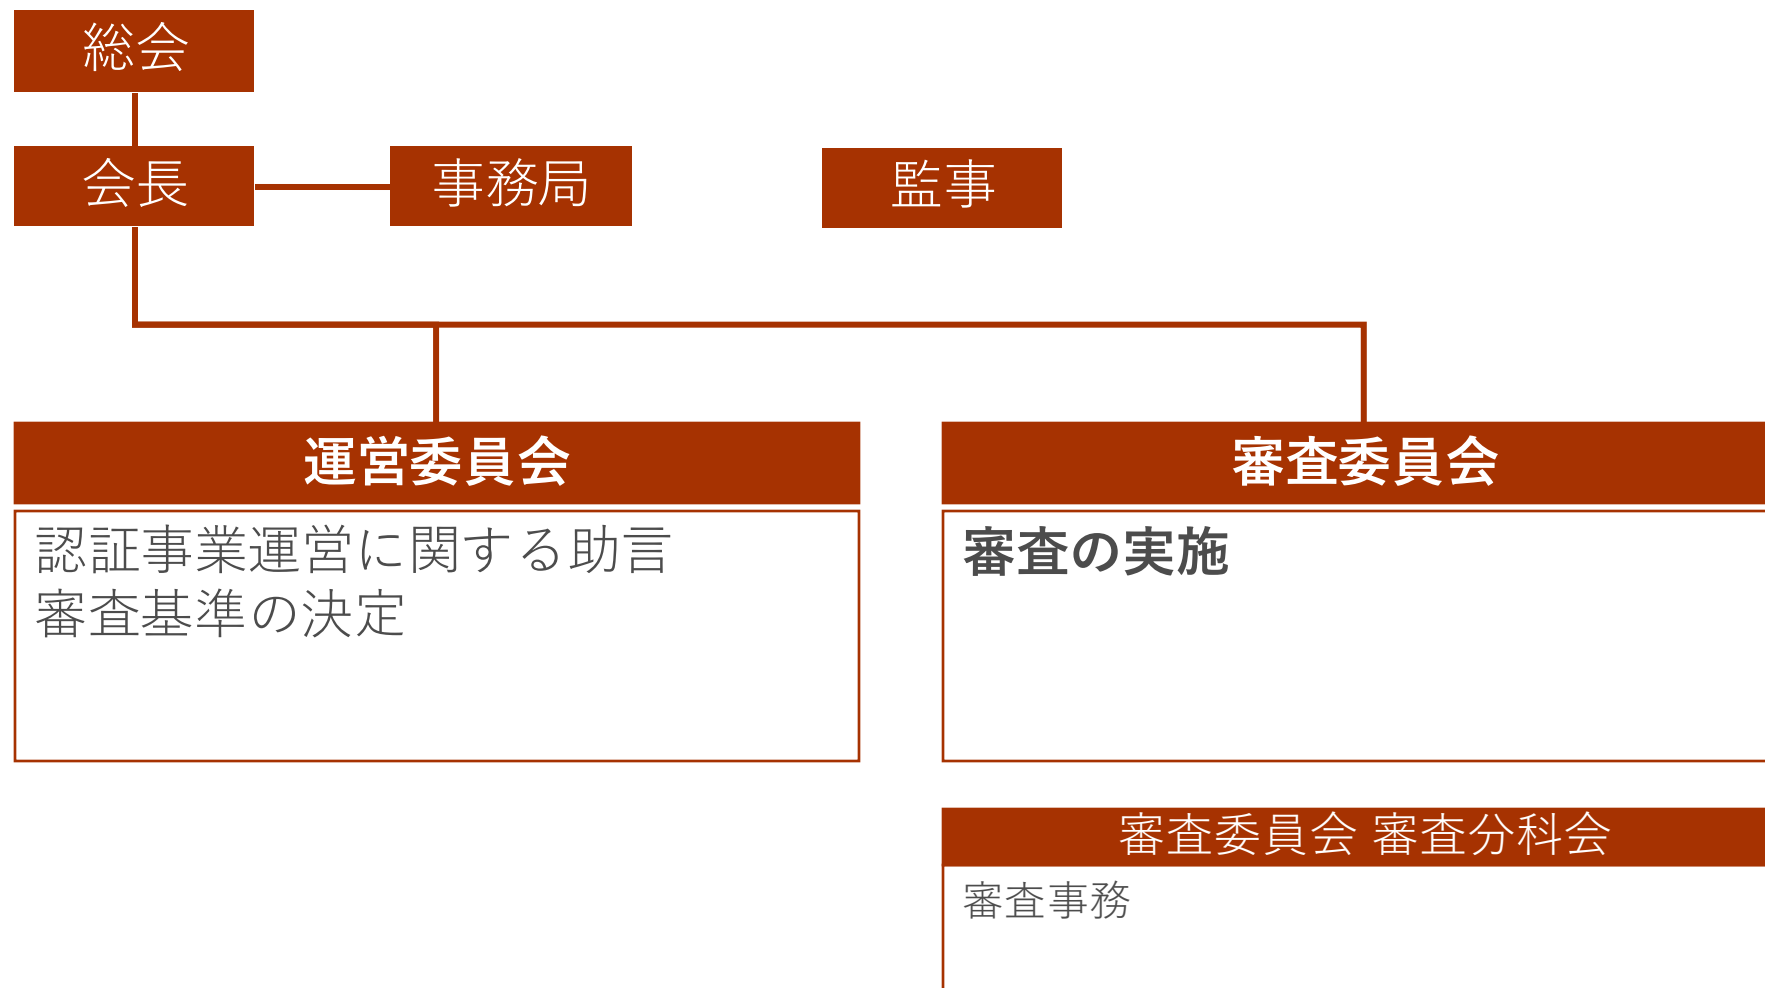 総会
会長
事務局
監事
運営委員会
認証事業運営に関する助言
審査基準の決定
審査委員会
審査の実施
審査委員会 審査分科会
審査事務